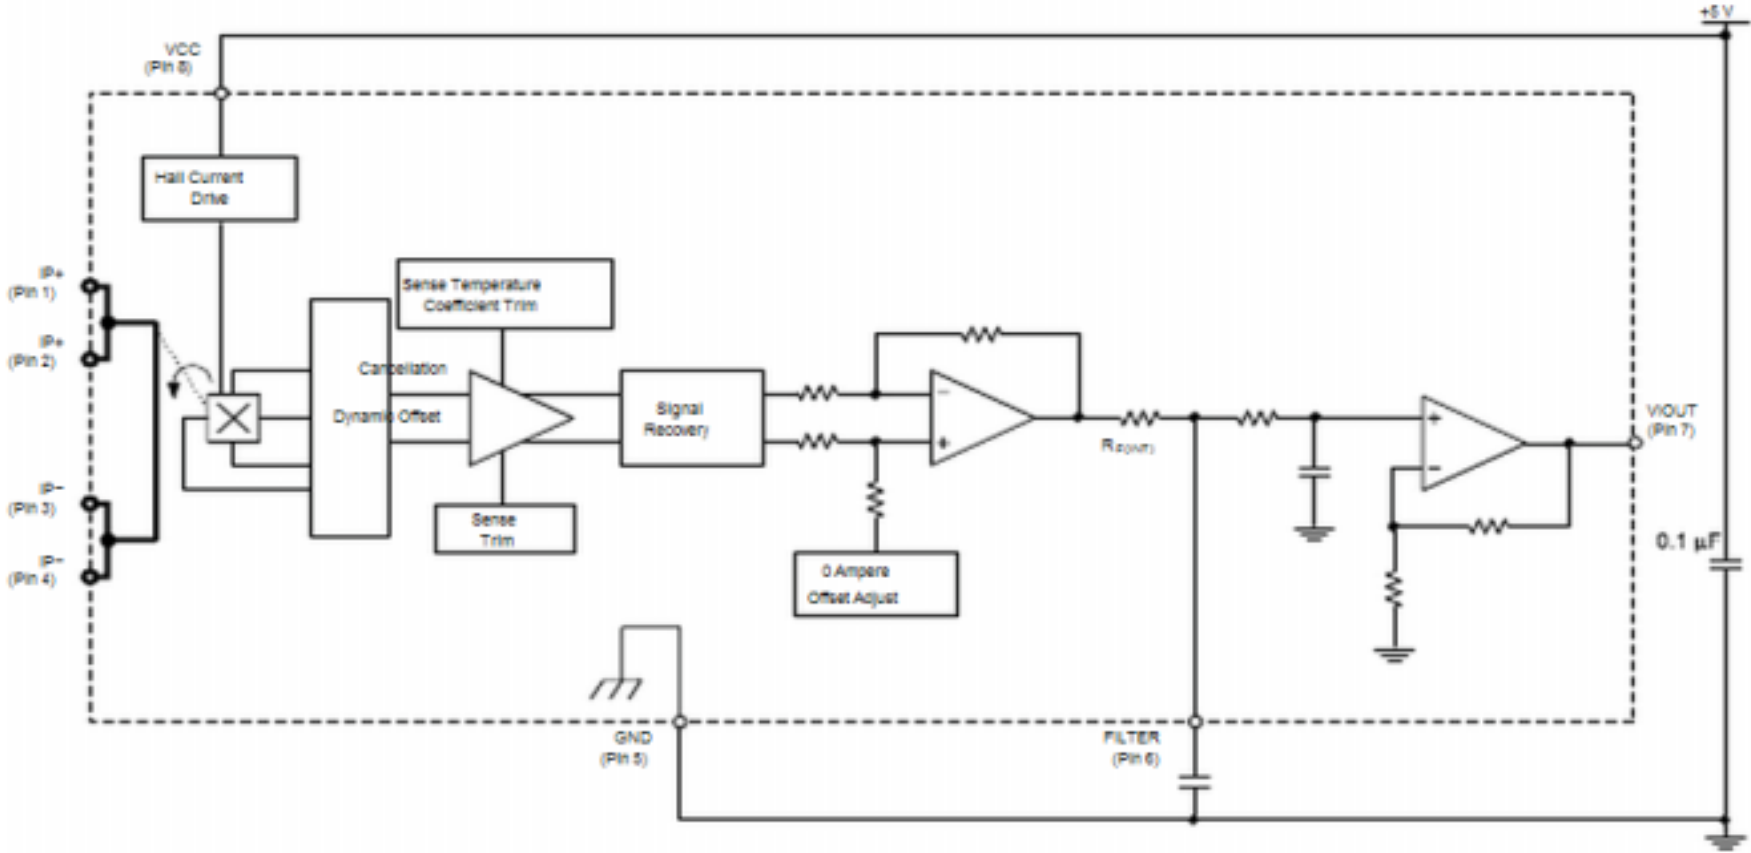 +5 V
VCC
(Pin 8)
Hall Current
Drive
IP+
(Pin 1)
IP+
(Pin 2)
IP−
(Pin 3)
IP−
(Pin 4)
Sense Temperature
Coefficient Trim
Cancellation
Dynamic Offset
Sense
Trim
Signal
Recovery
−
+
0 Ampere
Offset Adjust
RF(INT)
+
−
VIOUT
(Pin 7)
0.1 µF
GND
(Pin 5)
FILTER
(Pin 6)